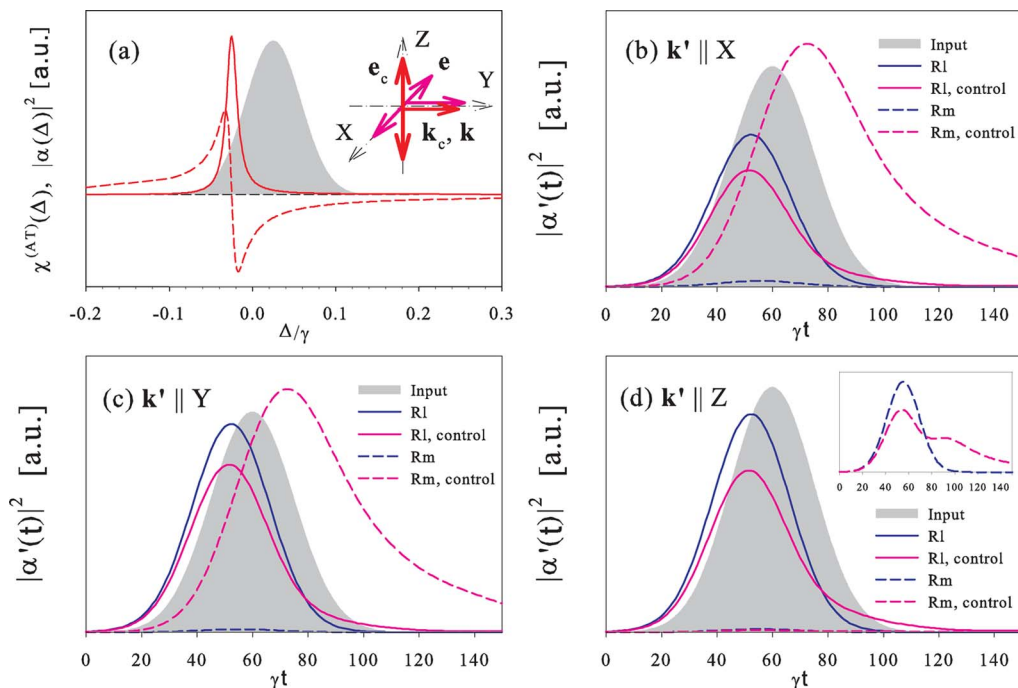 (a)
χ^(AT)(Δ), |α(Δ)|² [a.u.]
Z
e_c
e
Y
X
k_c, k
-0.2 -0.1 0.0 0.1 0.2 0.3
Δ/γ
(b) k' || X
|α'(t)|² [a.u.]
Input
Rl
Rl, control
Rm
Rm, control
0 20 40 60 80 100 120 140
γt
(c) k' || Y
|α'(t)|² [a.u.]
Input
Rl
Rl, control
Rm
Rm, control
0 20 40 60 80 100 120 140
γt
(d) k' || Z
|α'(t)|² [a.u.]
0 20 40 60 80 100 140
Input
Rl
Rl, control
Rm
Rm, control
0 20 40 60 80 100 120 140
γt